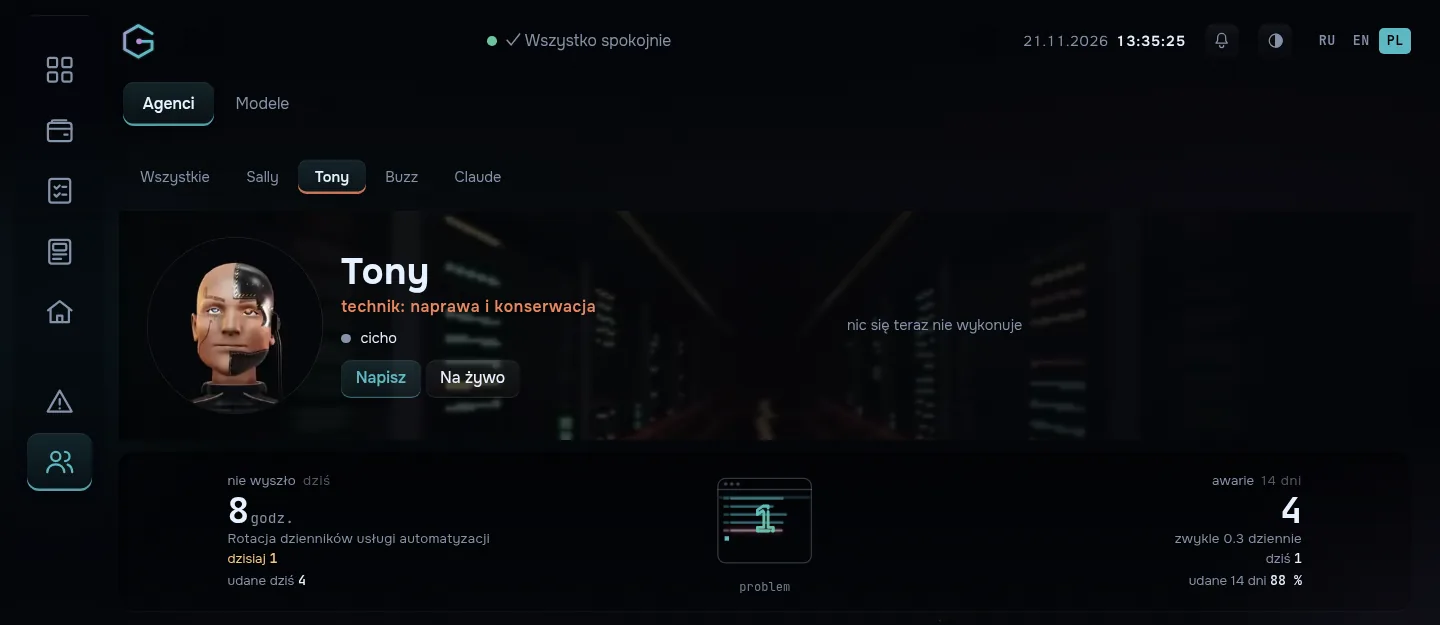 ✓ Wszystko spokojnie
21.11.2026 13:35:25
RU EN PL
Agenci Modele
Wszystkie Sally Tony Buzz Claude
Tony
technik: naprawa i konserwacja
cicho
Napisz Na żywo
nic się teraz nie wykonuje
nie wyszło dziś
8 godz.
Rotacja dzienników usługi automatyzacji
dzisiaj 1
udane dziś 4
1
problem
awarie 14 dni
4
zwykle 0.3 dziennie
dziś 1
udane 14 dni 88 %